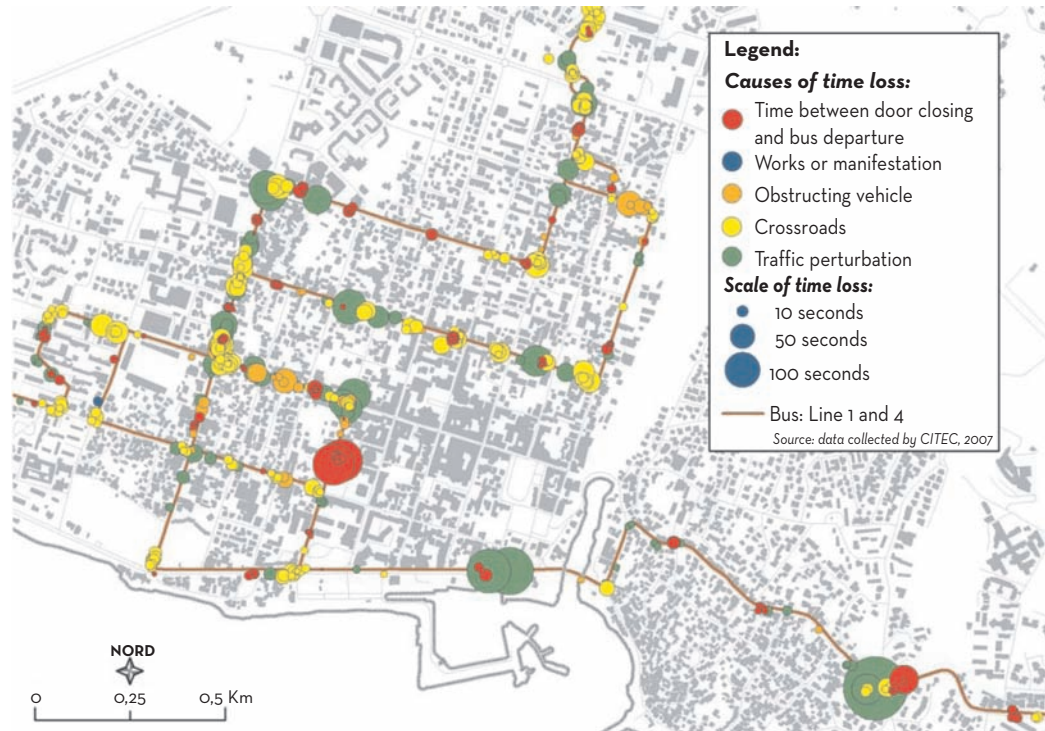 Legend:
Causes of time loss:
Time between door closing
and bus departure
Works or manifestation
Obstructing vehicle
Crossroads
Traffic perturbation
Scale of time loss:
10 seconds
50 seconds
100 seconds
Bus: Line 1 and 4
Source: data collected by CITEC, 2007
NORD
0 0,25 0,5 Km